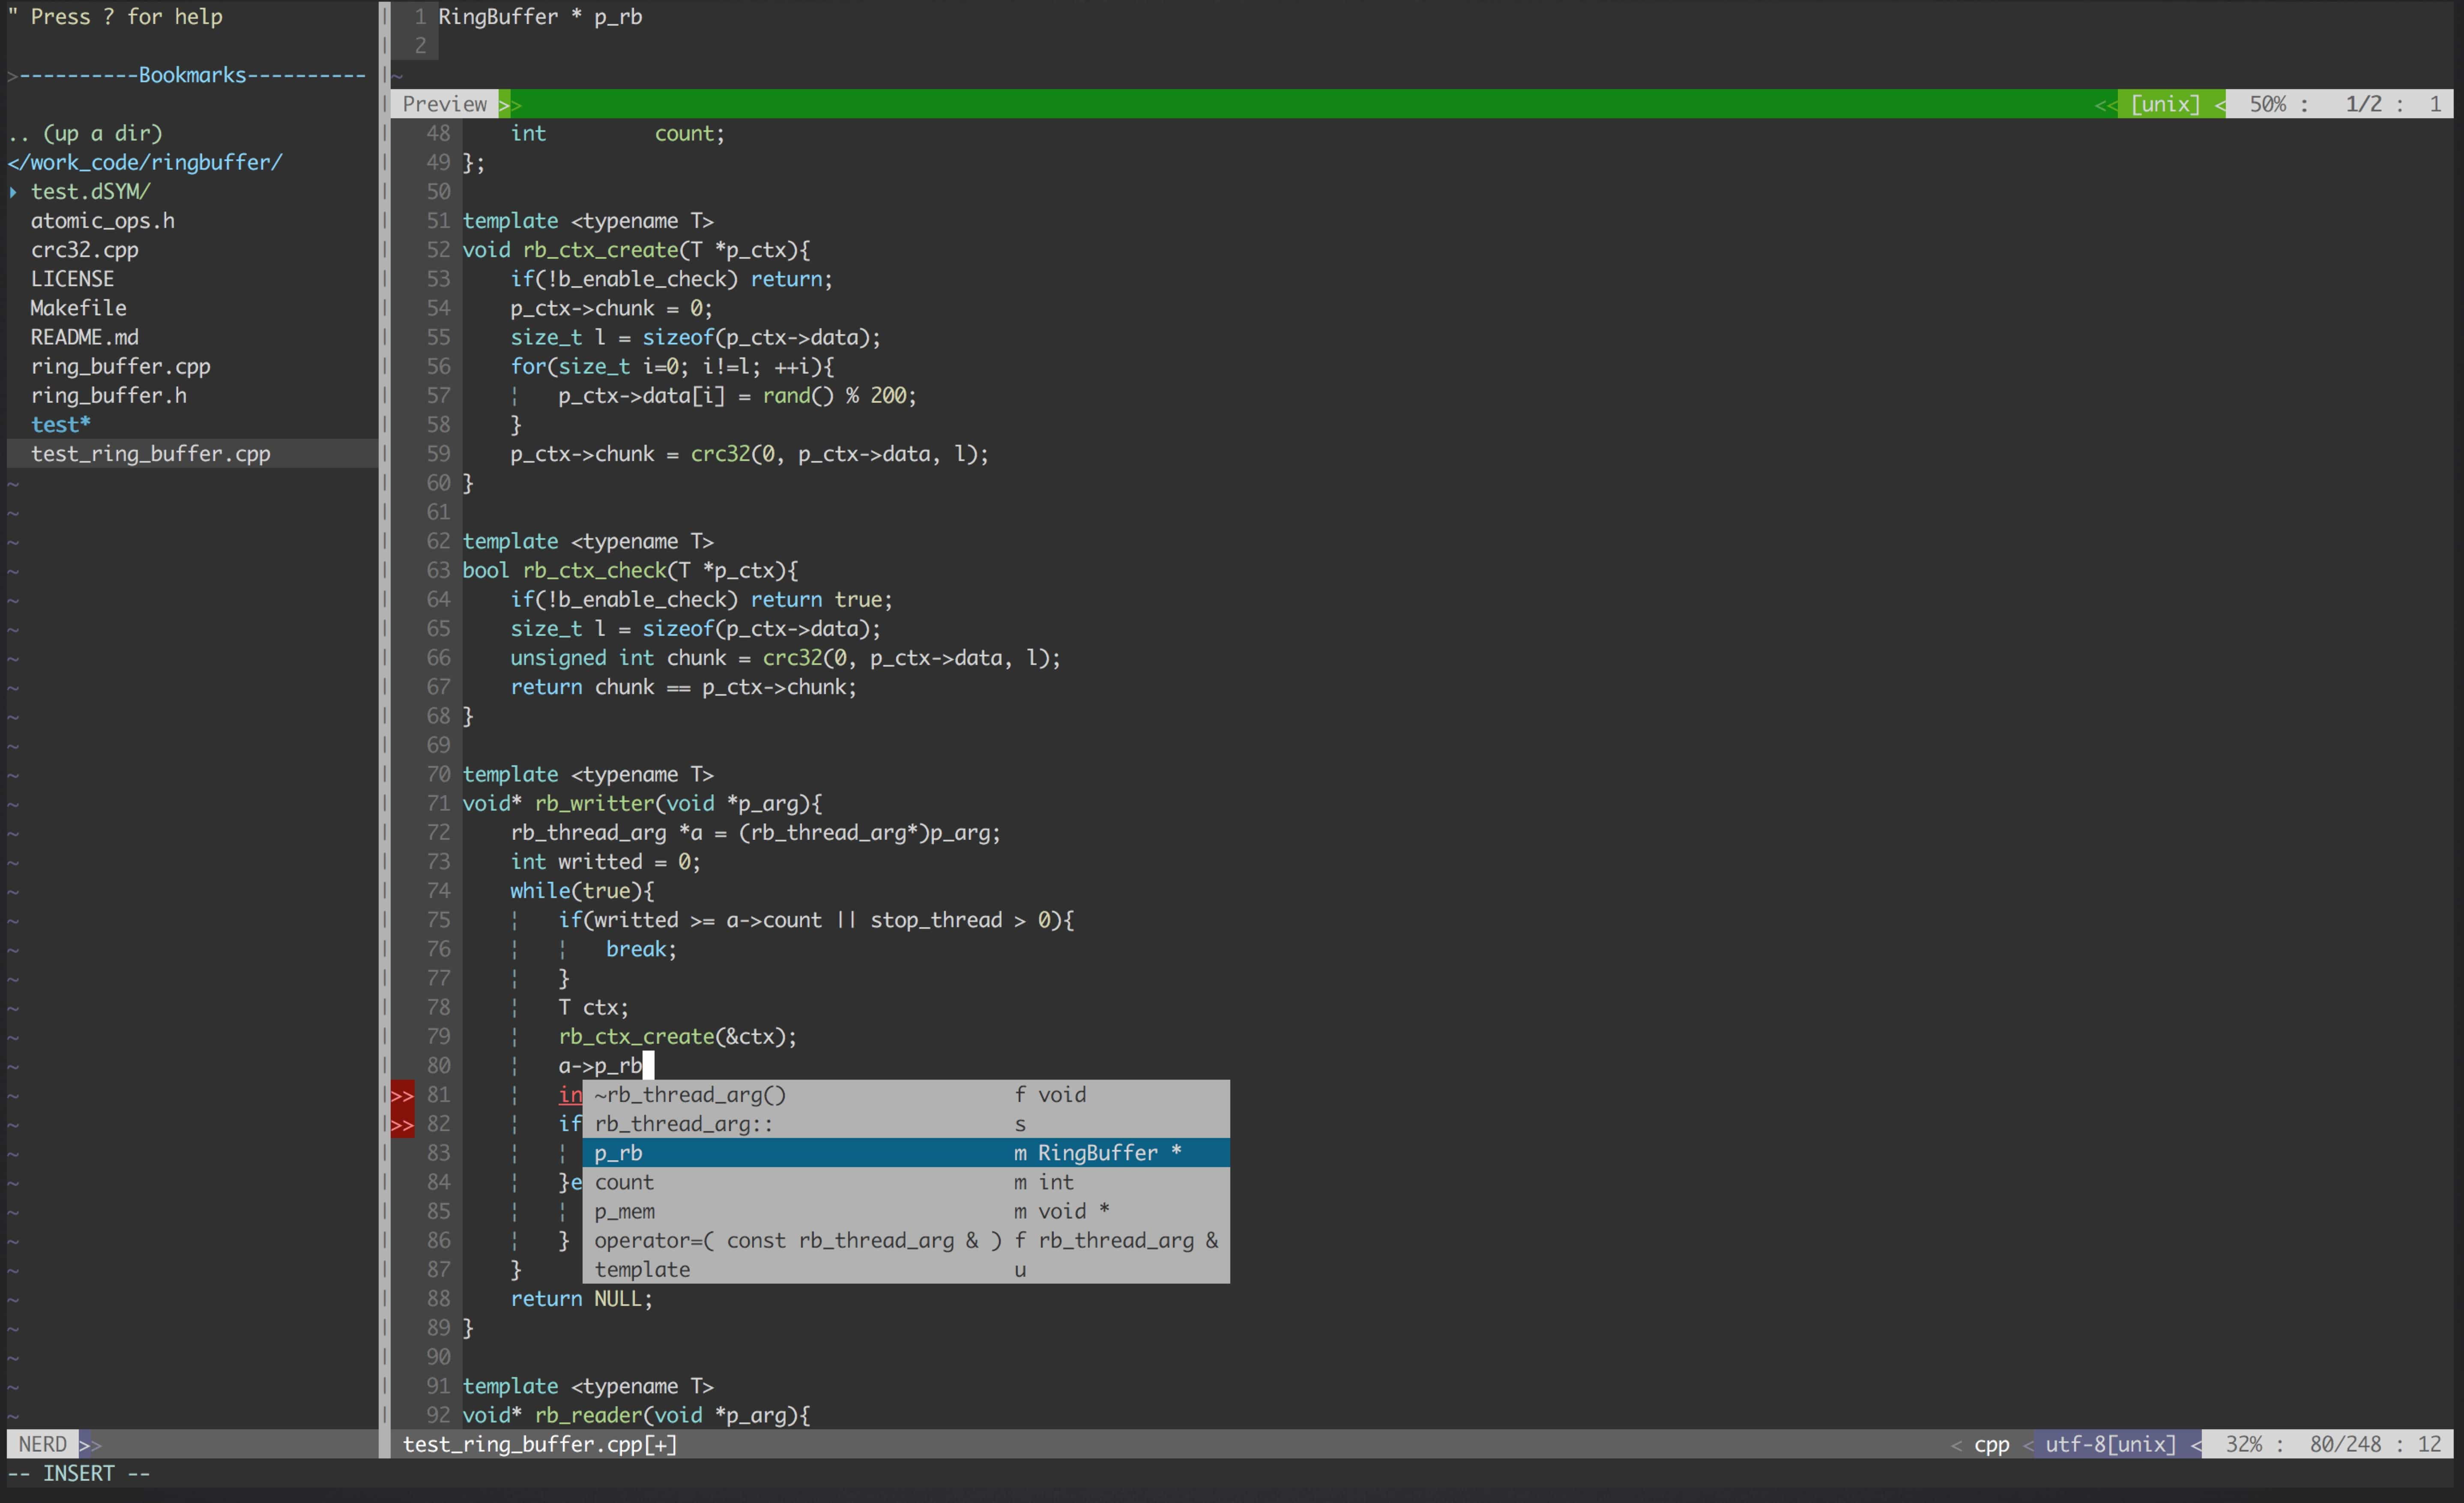 " Press ? for help
>----------Bookmarks----------
.. (up a dir)
</work_code/ringbuffer/
▸ test.dSYM/
atomic_ops.h
crc32.cpp
LICENSE
Makefile
README.md
ring_buffer.cpp
ring_buffer.h
test*
test_ring_buffer.cpp
NERD >>
1 RingBuffer * p_rb
2
~
Preview >> << [unix] < 50% : 1/2 : 1
48     int         count;
49 };
50
51 template <typename T>
52 void rb_ctx_create(T *p_ctx){
53     if(!b_enable_check) return;
54     p_ctx->chunk = 0;
55     size_t l = sizeof(p_ctx->data);
56     for(size_t i=0; i!=l; ++i){
57     ¦   p_ctx->data[i] = rand() % 200;
58     }
59     p_ctx->chunk = crc32(0, p_ctx->data, l);
60 }
61
62 template <typename T>
63 bool rb_ctx_check(T *p_ctx){
64     if(!b_enable_check) return true;
65     size_t l = sizeof(p_ctx->data);
66     unsigned int chunk = crc32(0, p_ctx->data, l);
67     return chunk == p_ctx->chunk;
68 }
69
70 template <typename T>
71 void* rb_writter(void *p_arg){
72     rb_thread_arg *a = (rb_thread_arg*)p_arg;
73     int writted = 0;
74     while(true){
75     ¦   if(writted >= a->count || stop_thread > 0){
76     ¦   ¦   break;
77     ¦   }
78     ¦   T ctx;
79     ¦   rb_ctx_create(&ctx);
80     ¦   a->p_rb
>> 81     ¦   in ~rb_thread_arg() f void
>> 82     ¦   if rb_thread_arg:: s
83     ¦   ¦ p_rb m RingBuffer *
84     ¦   }e count m int
85     ¦   ¦ p_mem m void *
86     ¦   } operator=( const rb_thread_arg & ) f rb_thread_arg &
87     } template u
88     return NULL;
89 }
90
91 template <typename T>
92 void* rb_reader(void *p_arg){
test_ring_buffer.cpp[+] < cpp < utf-8[unix] < 32% : 80/248 : 12
-- INSERT --